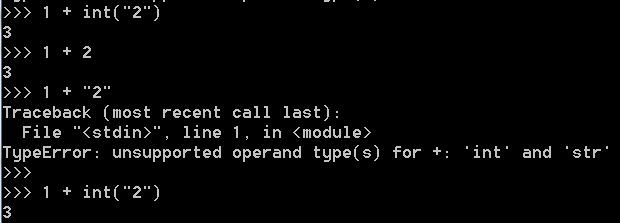 >>> 1 + int("2")
3
>>> 1 + 2
3
>>> 1 + "2"
Traceback (most recent call last):
  File "<stdin>", line 1, in <module>
TypeError: unsupported operand type(s) for +: 'int' and 'str'
>>>
>>> 1 + int("2")
3